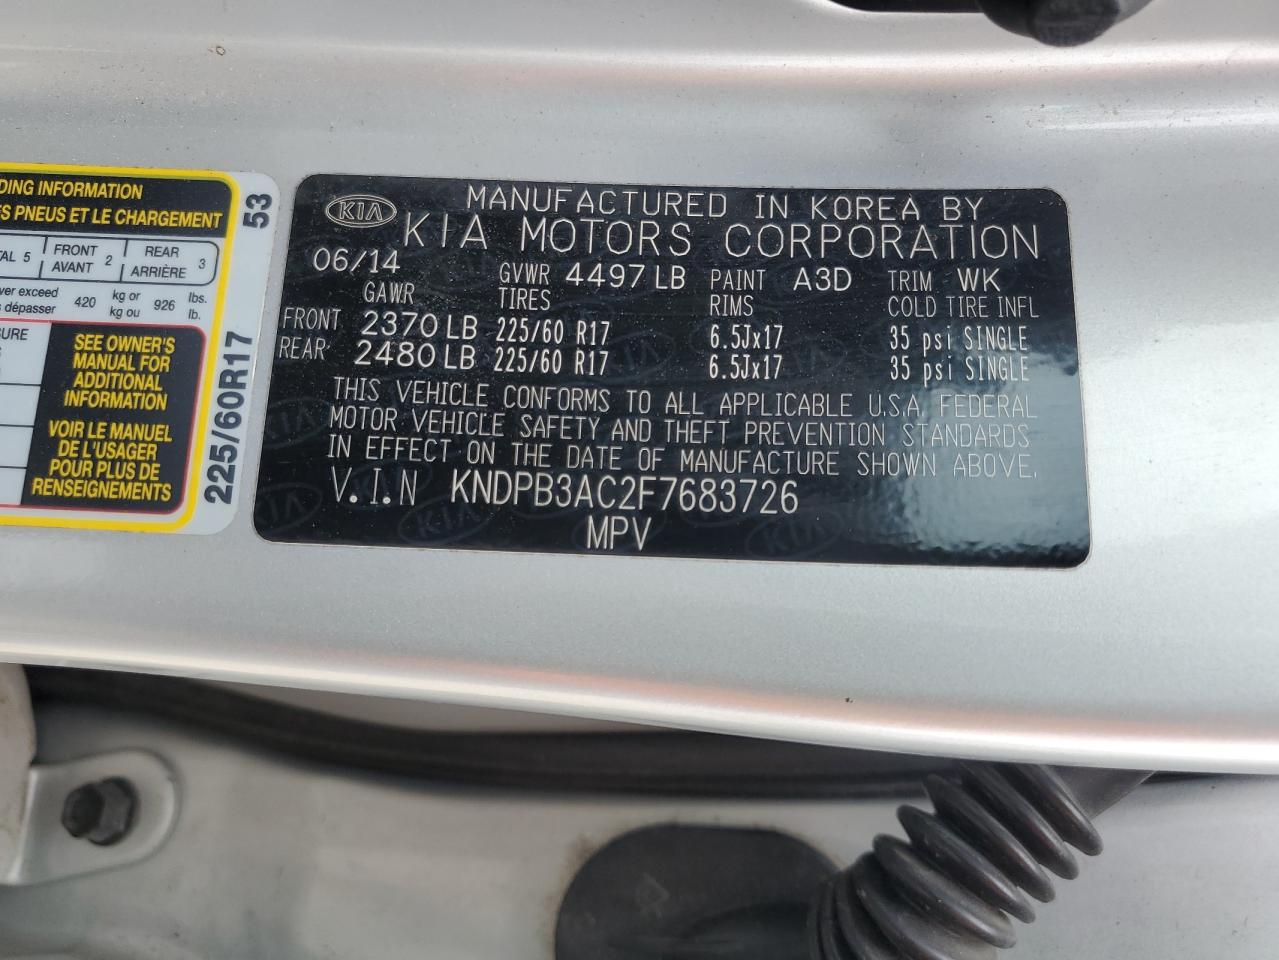 DING INFORMATION
PNEUS ET LE CHARGEMENT
5 FRONT AVANT 2 REAR ARRIÈRE 3
exceed 420 kg or 926 lbs.
dépasser kg ou lb.
SEE OWNER'S
MANUAL FOR
ADDITIONAL
INFORMATION
VOIR LE MANUEL
DE L'USAGER
POUR PLUS DE
RENSEIGNEMENTS
53
225/60R17
KIA MANUFACTURED IN KOREA BY
KIA MOTORS CORPORATION
06/14 GVWR 4497 LB PAINT A3D TRIM WK
GAWR TIRES RIMS COLD TIRE INFL
FRONT 2370 LB 225/60 R17 6.5Jx17 35 psi SINGLE
REAR: 2480 LB 225/60 R17 6.5Jx17 35 psi SINGLE
THIS VEHICLE CONFORMS TO ALL APPLICABLE U.S.A. FEDERAL
MOTOR VEHICLE SAFETY AND THEFT PREVENTION STANDARDS
IN EFFECT ON THE DATE OF MANUFACTURE SHOWN ABOVE.
V.I.N KNDPB3AC2F7683726
MPV